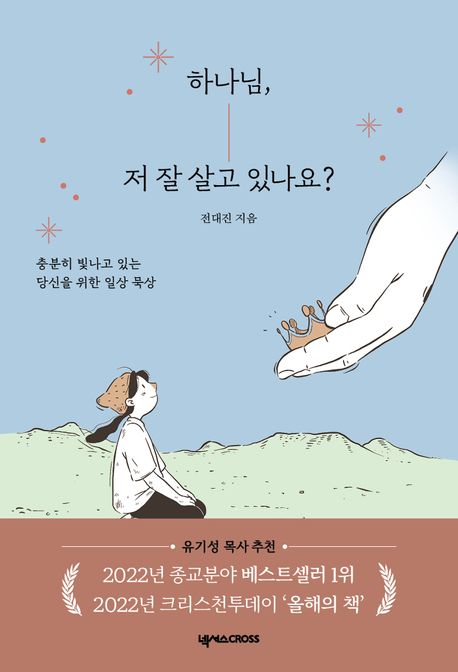 하나님,
저 잘 살고 있나요?
전대진 지음
충분히 빛나고 있는
당신을 위한 일상 묵상
유기성 목사 추천
2022년 종교분야 베스트셀러 1위
2022년 크리스천투데이 ‘올해의 책’
넥서스CROSS